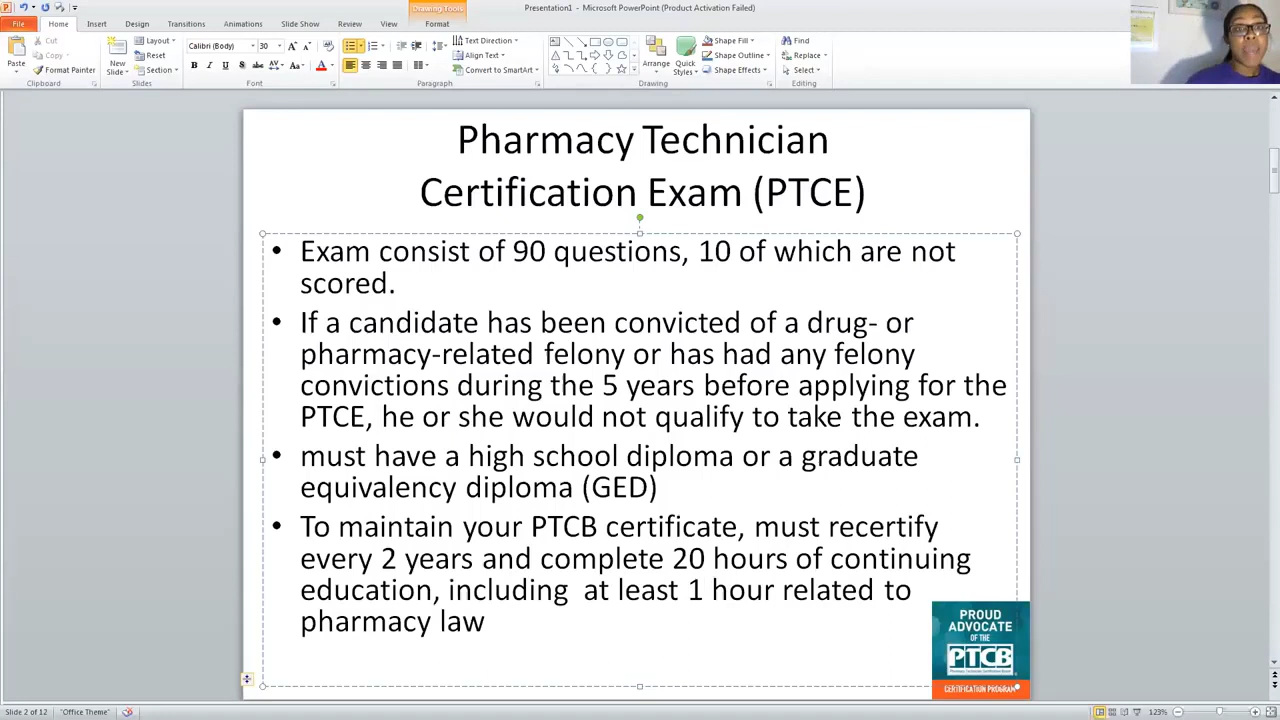 Presentation1 - Microsoft PowerPoint (Product Activation Failed)
Drawing Tools
File Home Insert Design Transitions Animations Slide Show Review View Format
Paste
Cut
Copy
Format Painter
Clipboard
New
Slide
Layout
Reset
Section
Slides
Calibri (Body) 30
B I U S abc AV Aa A
Font
Text Direction
Align Text
Convert to SmartArt
Paragraph
Arrange
Quick
Styles
Shape Fill
Shape Outline
Shape Effects
Drawing
Find
Replace
Select
Editing
Pharmacy Technician
Certification Exam (PTCE)
• Exam consist of 90 questions, 10 of which are not
scored.
• If a candidate has been convicted of a drug- or
pharmacy-related felony or has had any felony
convictions during the 5 years before applying for the
PTCE, he or she would not qualify to take the exam.
• must have a high school diploma or a graduate
equivalency diploma (GED)
• To maintain your PTCB certificate, must recertify
every 2 years and complete 20 hours of continuing
education, including at least 1 hour related to
pharmacy law
PROUD
ADVOCATE
OF THE
PTCB
CERTIFICATION PROGRAM
Slide 2 of 12 "Office Theme" 123%